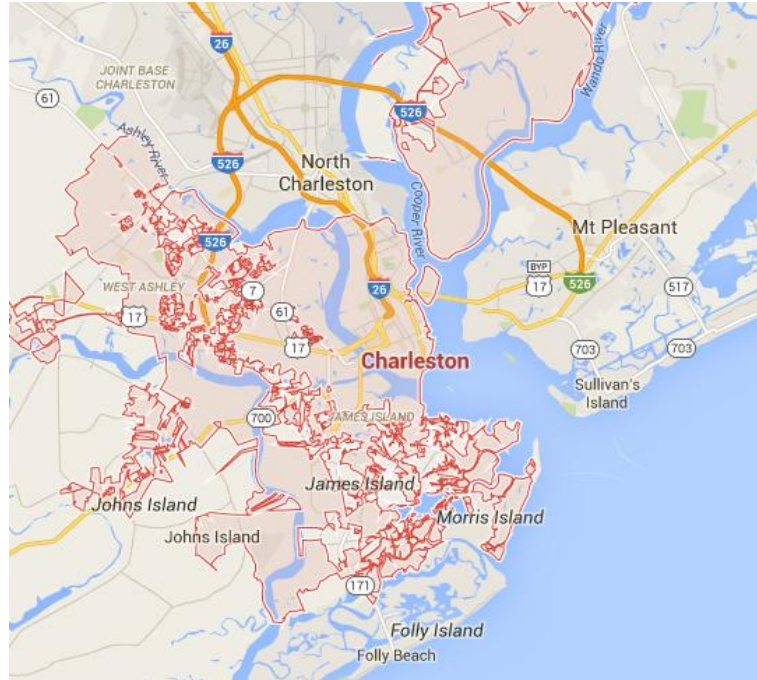 26
JOINT BASE
CHARLESTON
61
526
Wando River
Ashley River
526
North
Charleston
Cooper River
526
Mt Pleasant
WEST ASHLEY
7
26
BYP
17
526
517
17
61
17
703
703
Charleston
Sullivan's
Island
700
JAMES ISLAND
James Island
Johns Island
Morris Island
Johns Island
171
Folly Island
Folly Beach